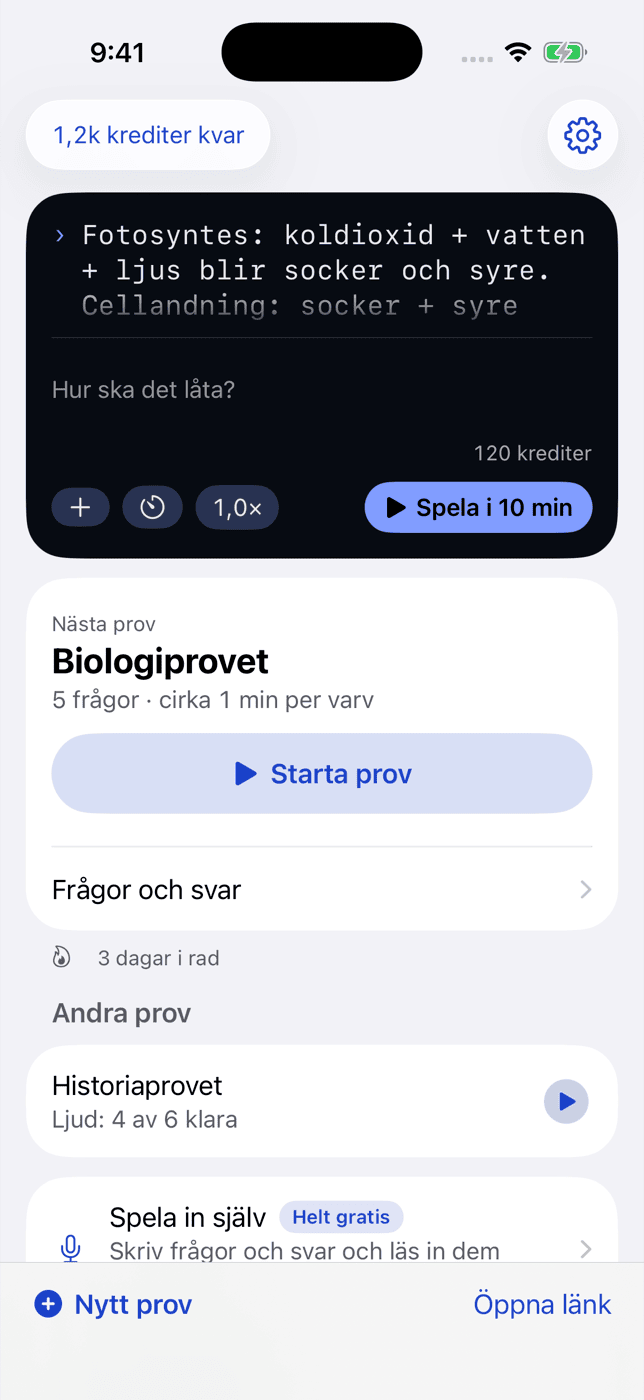 9:41
1,2k krediter kvar
› Fotosyntes: koldioxid + vatten
+ ljus blir socker och syre.
Cellandning: socker + syre
Hur ska det låta?
120 krediter
1,0×
Spela i 10 min
Nästa prov
Biologiprovet
5 frågor · cirka 1 min per varv
Starta prov
Frågor och svar
3 dagar i rad
Andra prov
Historiaprovet
Ljud: 4 av 6 klara
Spela in själv
Helt gratis
Skriv frågor och svar och läs in dem
Nytt prov
Öppna länk